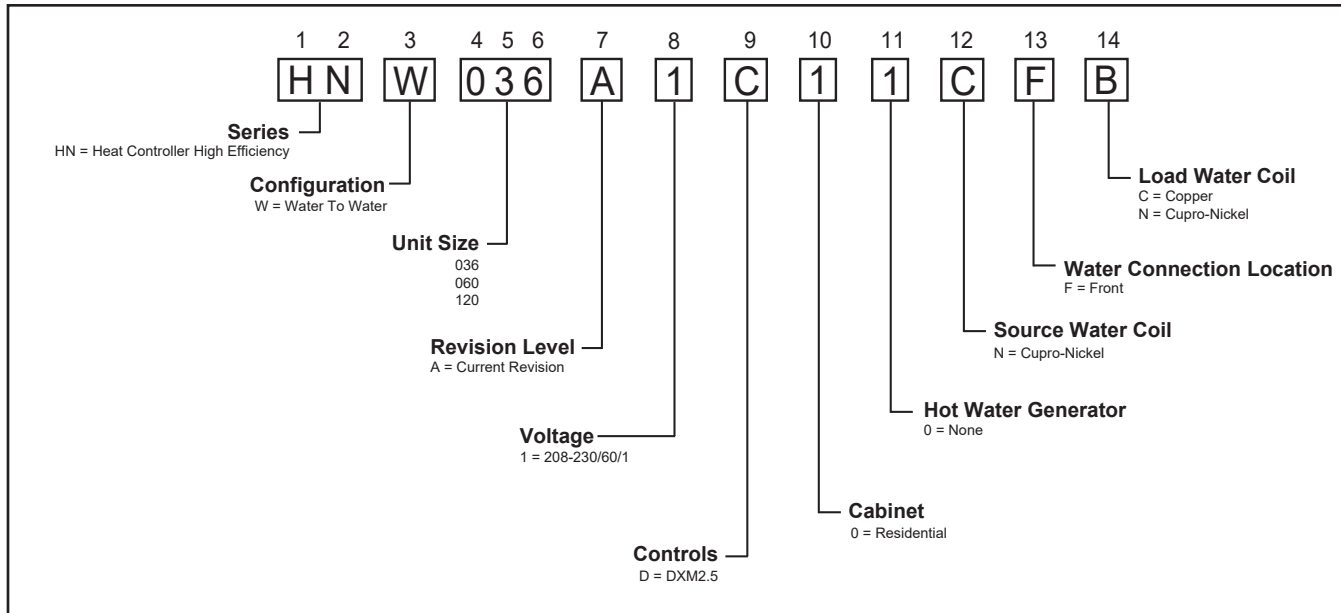 1 2 3 4 5 6 7 8 9 10 11 12 13 14
H N W 0 3 6 A 1 C 1 1 C F B
Series
HN = Heat Controller High Efficiency
Configuration
W = Water To Water
Unit Size
036
060
120
Revision Level
A = Current Revision
Voltage
1 = 208-230/60/1
Controls
D = DXM2.5
Cabinet
0 = Residential
Hot Water Generator
0 = None
Source Water Coil
N = Cupro-Nickel
Water Connection Location
F = Front
Load Water Coil
C = Copper
N = Cupro-Nickel